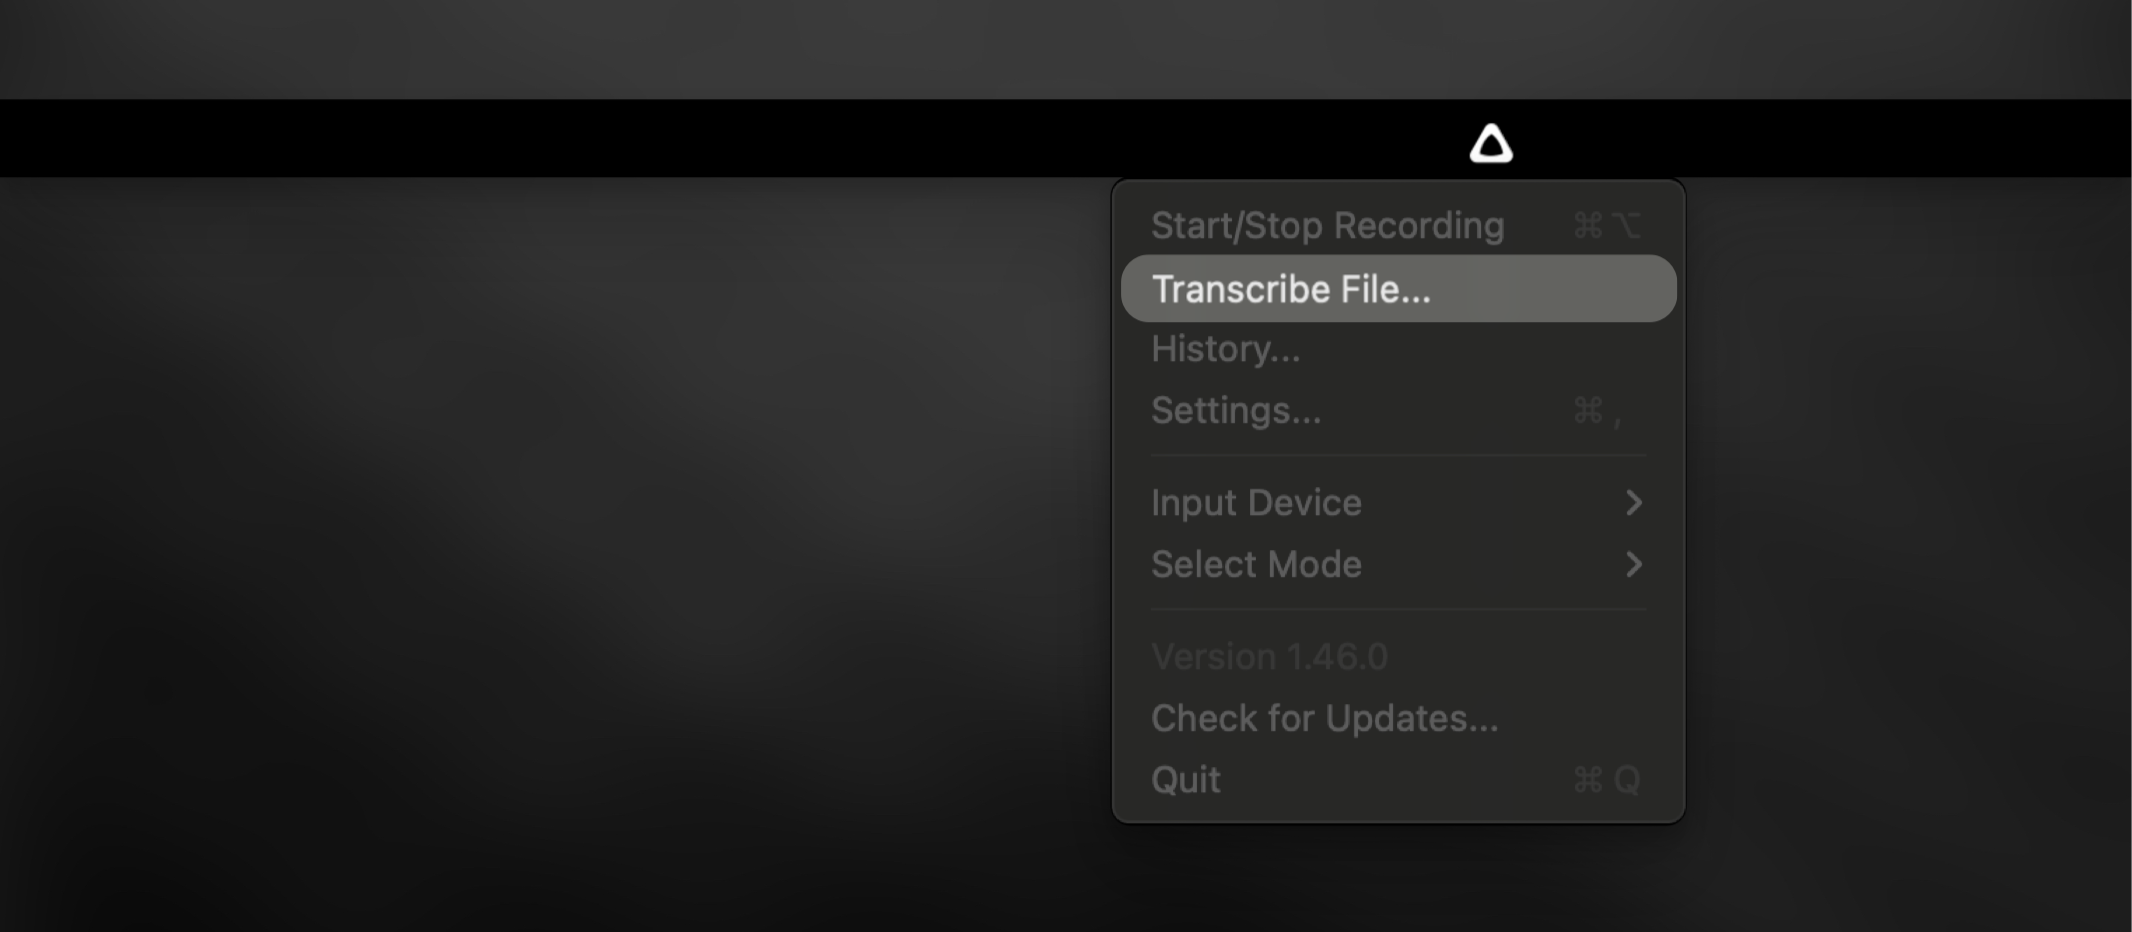 Start/Stop Recording ⌘⌥
Transcribe File...
History...
Settings... ⌘,
Input Device
Select Mode
Version 1.46.0
Check for Updates...
Quit ⌘Q